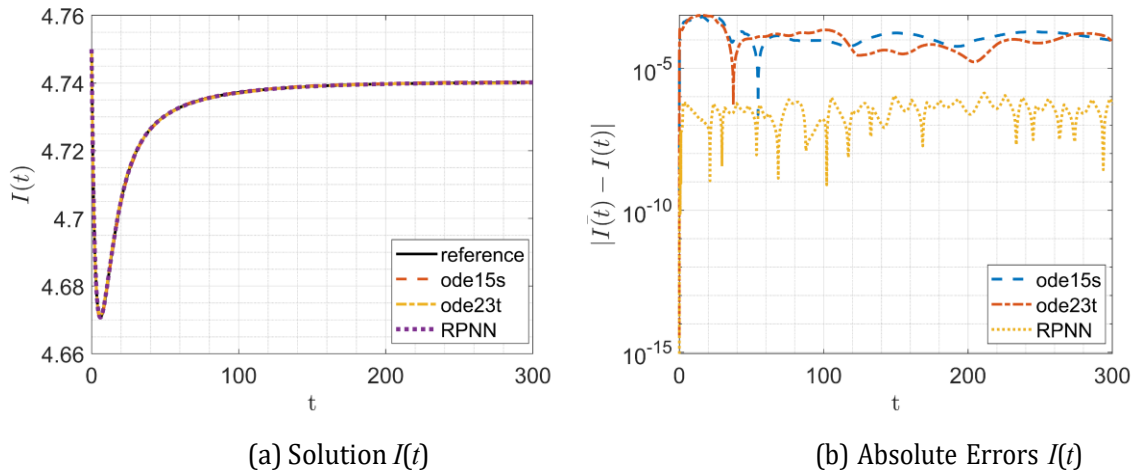 4.76
4.74
4.72
4.7
4.68
4.66
I(t)
0
100
200
300
t
reference
ode15s
ode23t
RPNN
(a) Solution I(t)
10⁻⁵
10⁻¹⁰
10⁻¹⁵
|I(̄t) − I(t)|
0
100
200
300
t
ode15s
ode23t
RPNN
(b) Absolute Errors I(t)